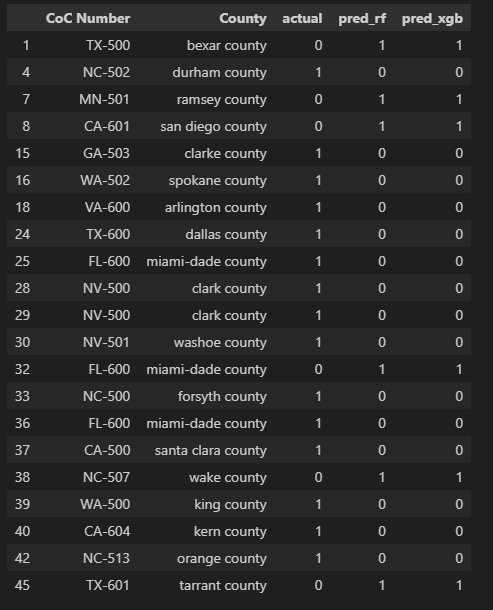 CoC Number County actual pred_rf pred_xgb
1 TX-500 bexar county 0 1 1
4 NC-502 durham county 1 0 0
7 MN-501 ramsey county 0 1 1
8 CA-601 san diego county 0 1 1
15 GA-503 clarke county 1 0 0
16 WA-502 spokane county 1 0 0
18 VA-600 arlington county 1 0 0
24 TX-600 dallas county 1 0 0
25 FL-600 miami-dade county 1 0 0
28 NV-500 clark county 1 0 0
29 NV-500 clark county 1 0 0
30 NV-501 washoe county 1 0 0
32 FL-600 miami-dade county 0 1 1
33 NC-500 forsyth county 1 0 0
36 FL-600 miami-dade county 1 0 0
37 CA-500 santa clara county 1 0 0
38 NC-507 wake county 0 1 1
39 WA-500 king county 1 0 0
40 CA-604 kern county 1 0 0
42 NC-513 orange county 1 0 0
45 TX-601 tarrant county 0 1 1